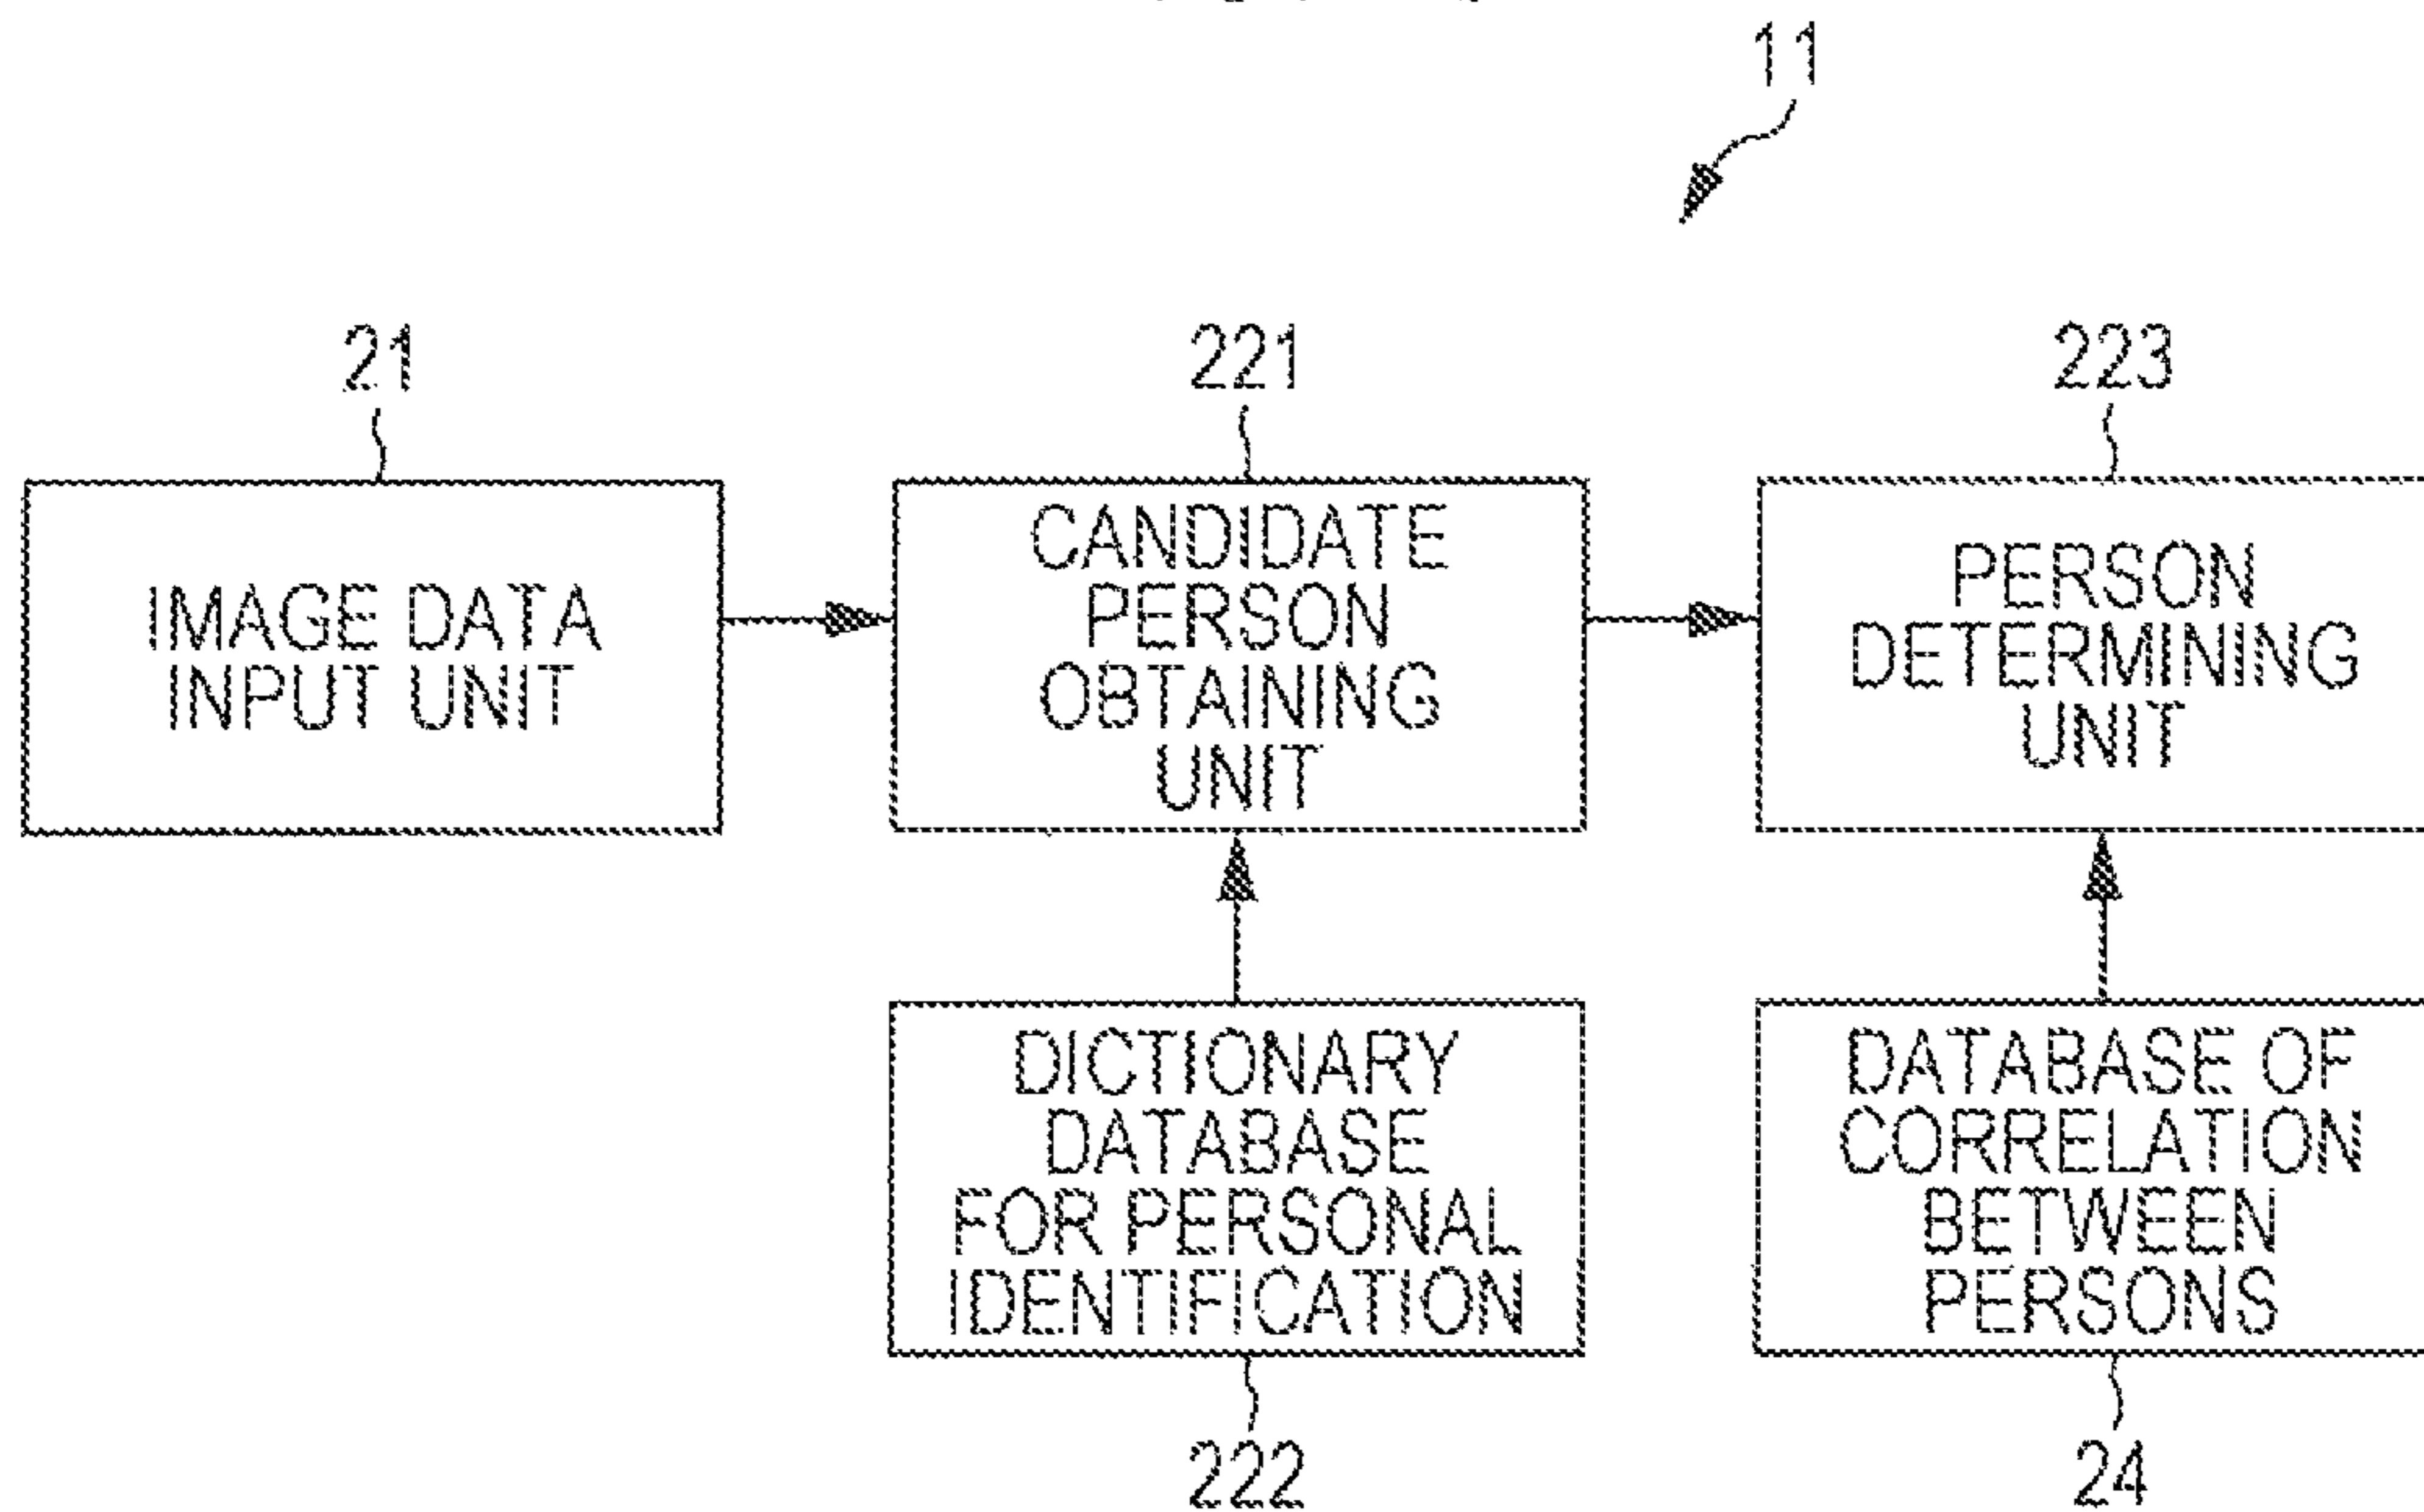 11
21
221
223
IMAGE DATA
INPUT UNIT
CANDIDATE
PERSON
OBTAINING
UNIT
PERSON
DETERMINING
UNIT
DICTIONARY
DATABASE
FOR PERSONAL
IDENTIFICATION
DATABASE OF
CORRELATION
BETWEEN
PERSONS
222
24